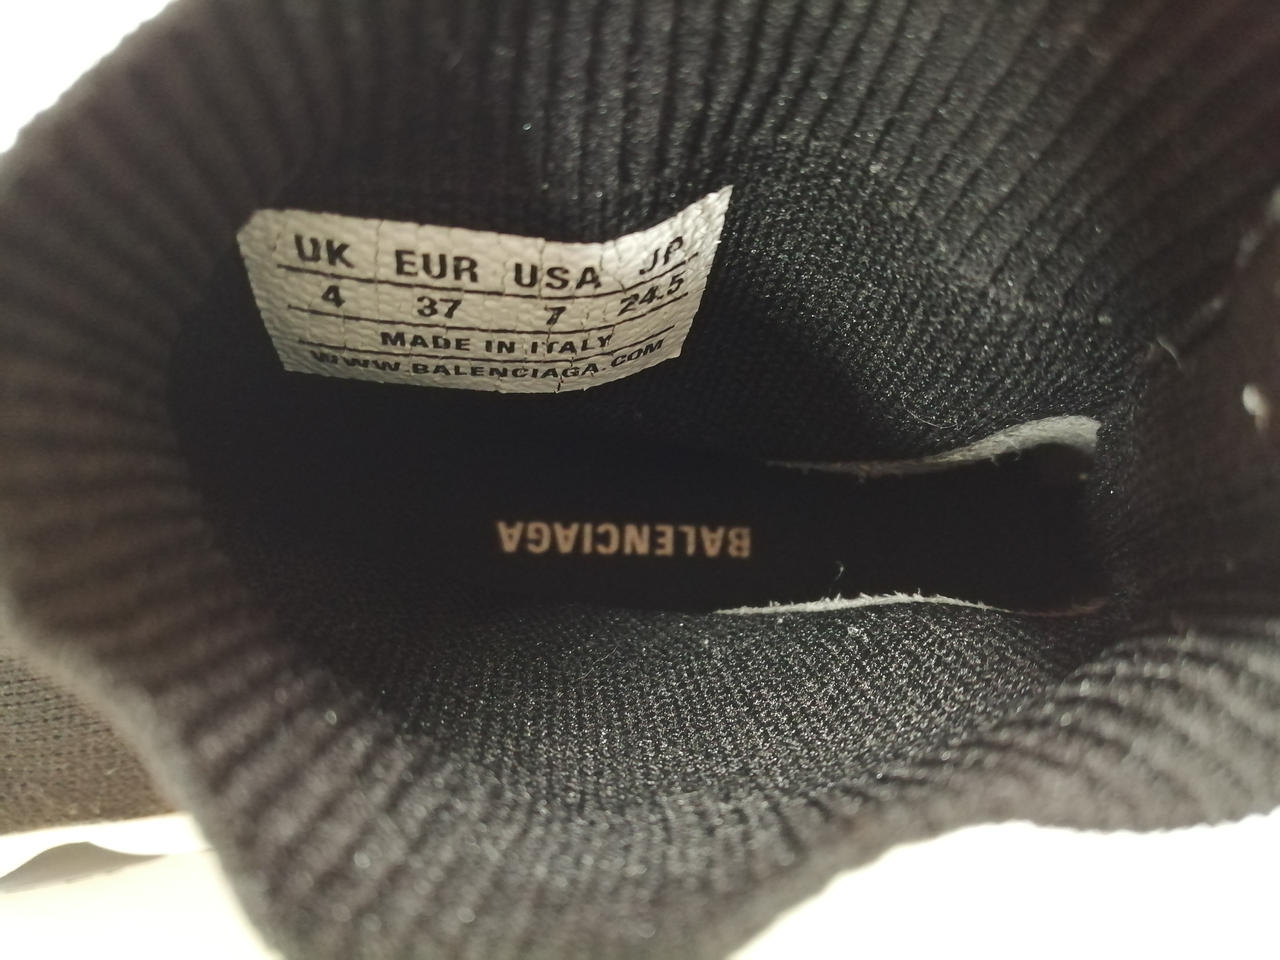 UK EUR USA JP
4 37 7 24.5
MADE IN ITALY
WWW.BALENCIAGA.COM
BALENCIAGA